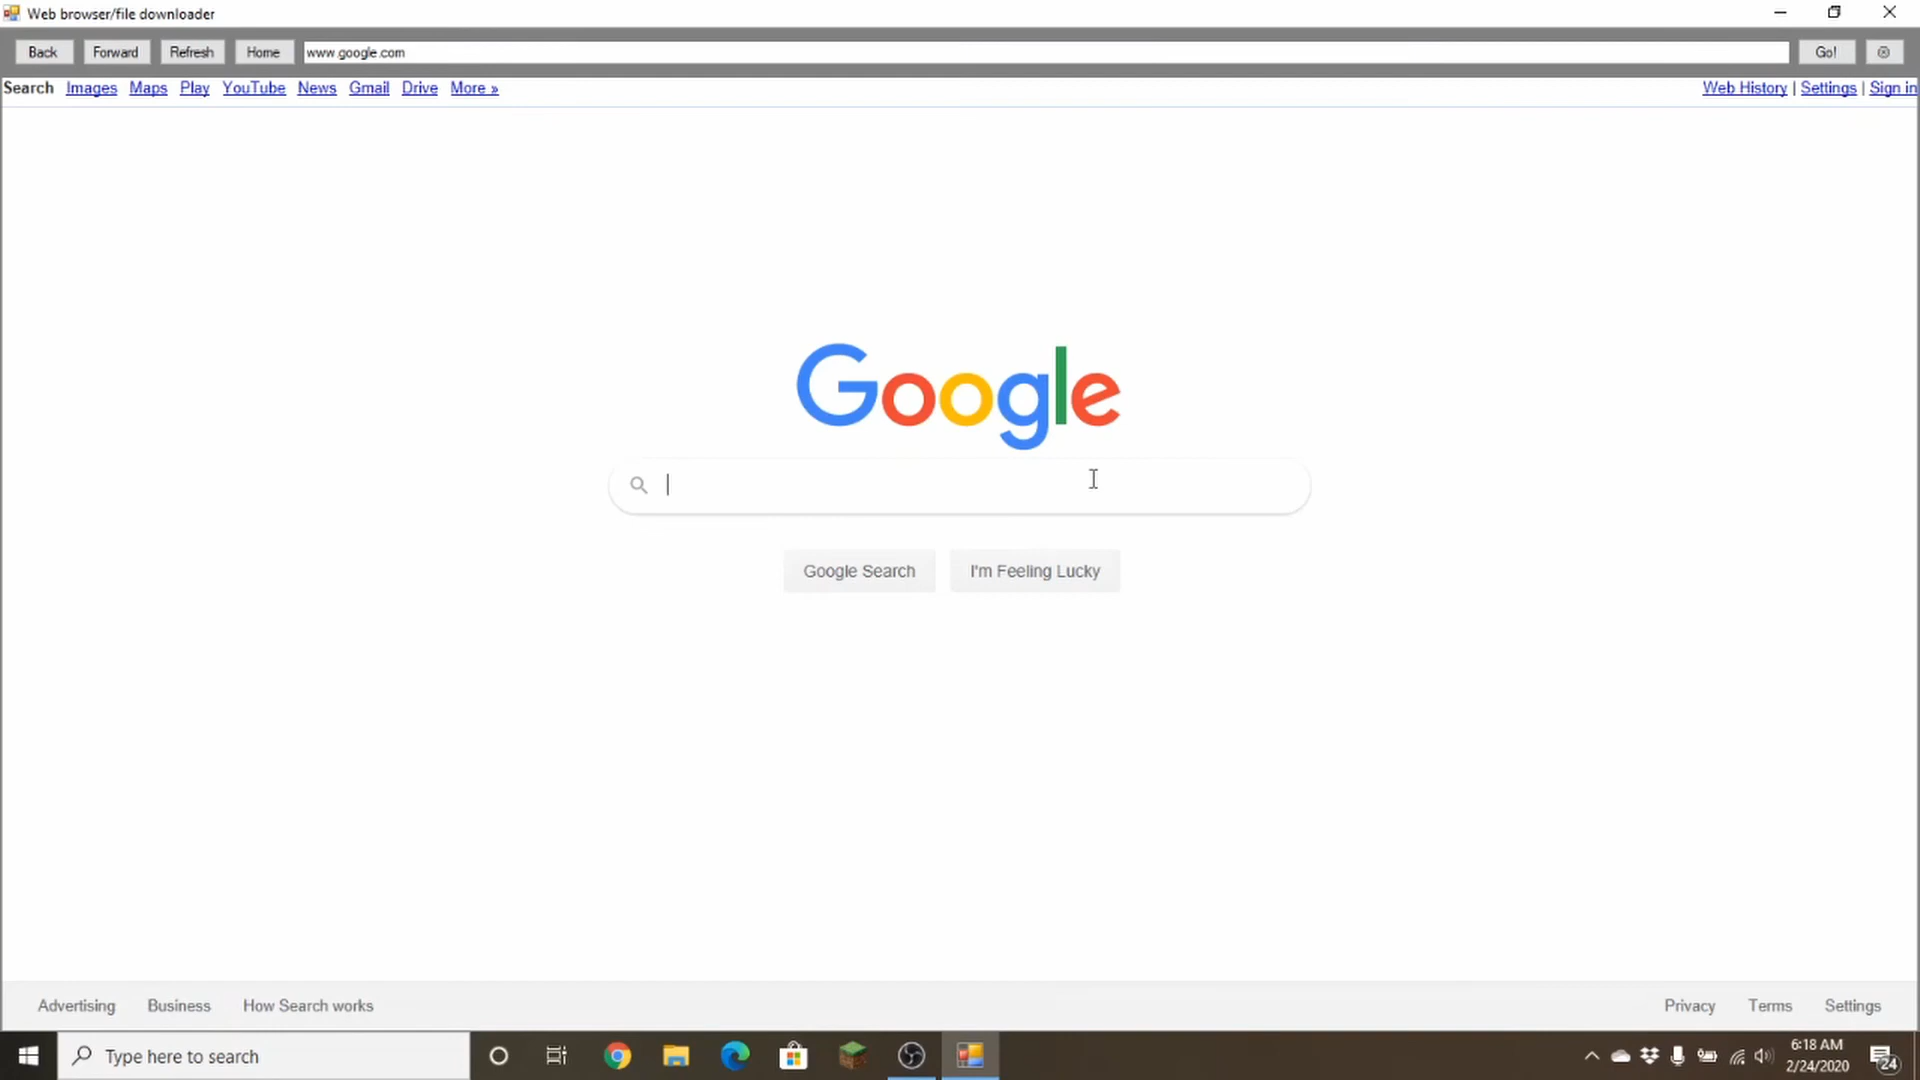 Web browser/file downloader
Back Forward Refresh Home www.google.com Go!
Search Images Maps Play YouTube News Gmail Drive More » Web History | Settings | Sign in
Google
Google Search I'm Feeling Lucky
Advertising Business How Search works Privacy Terms Settings
Type here to search
6:18 AM
2/24/2020
24